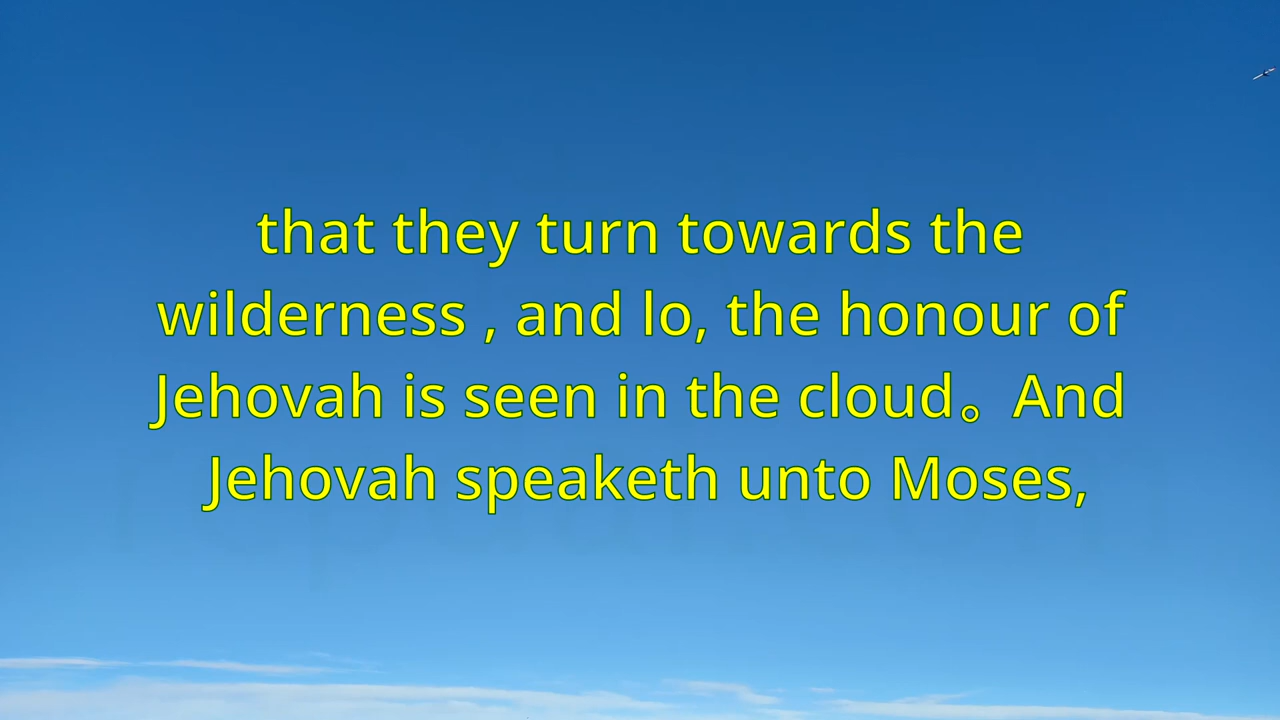 that they turn towards the
wilderness , and lo, the honour of
Jehovah is seen in the cloud。And
Jehovah speaketh unto Moses,